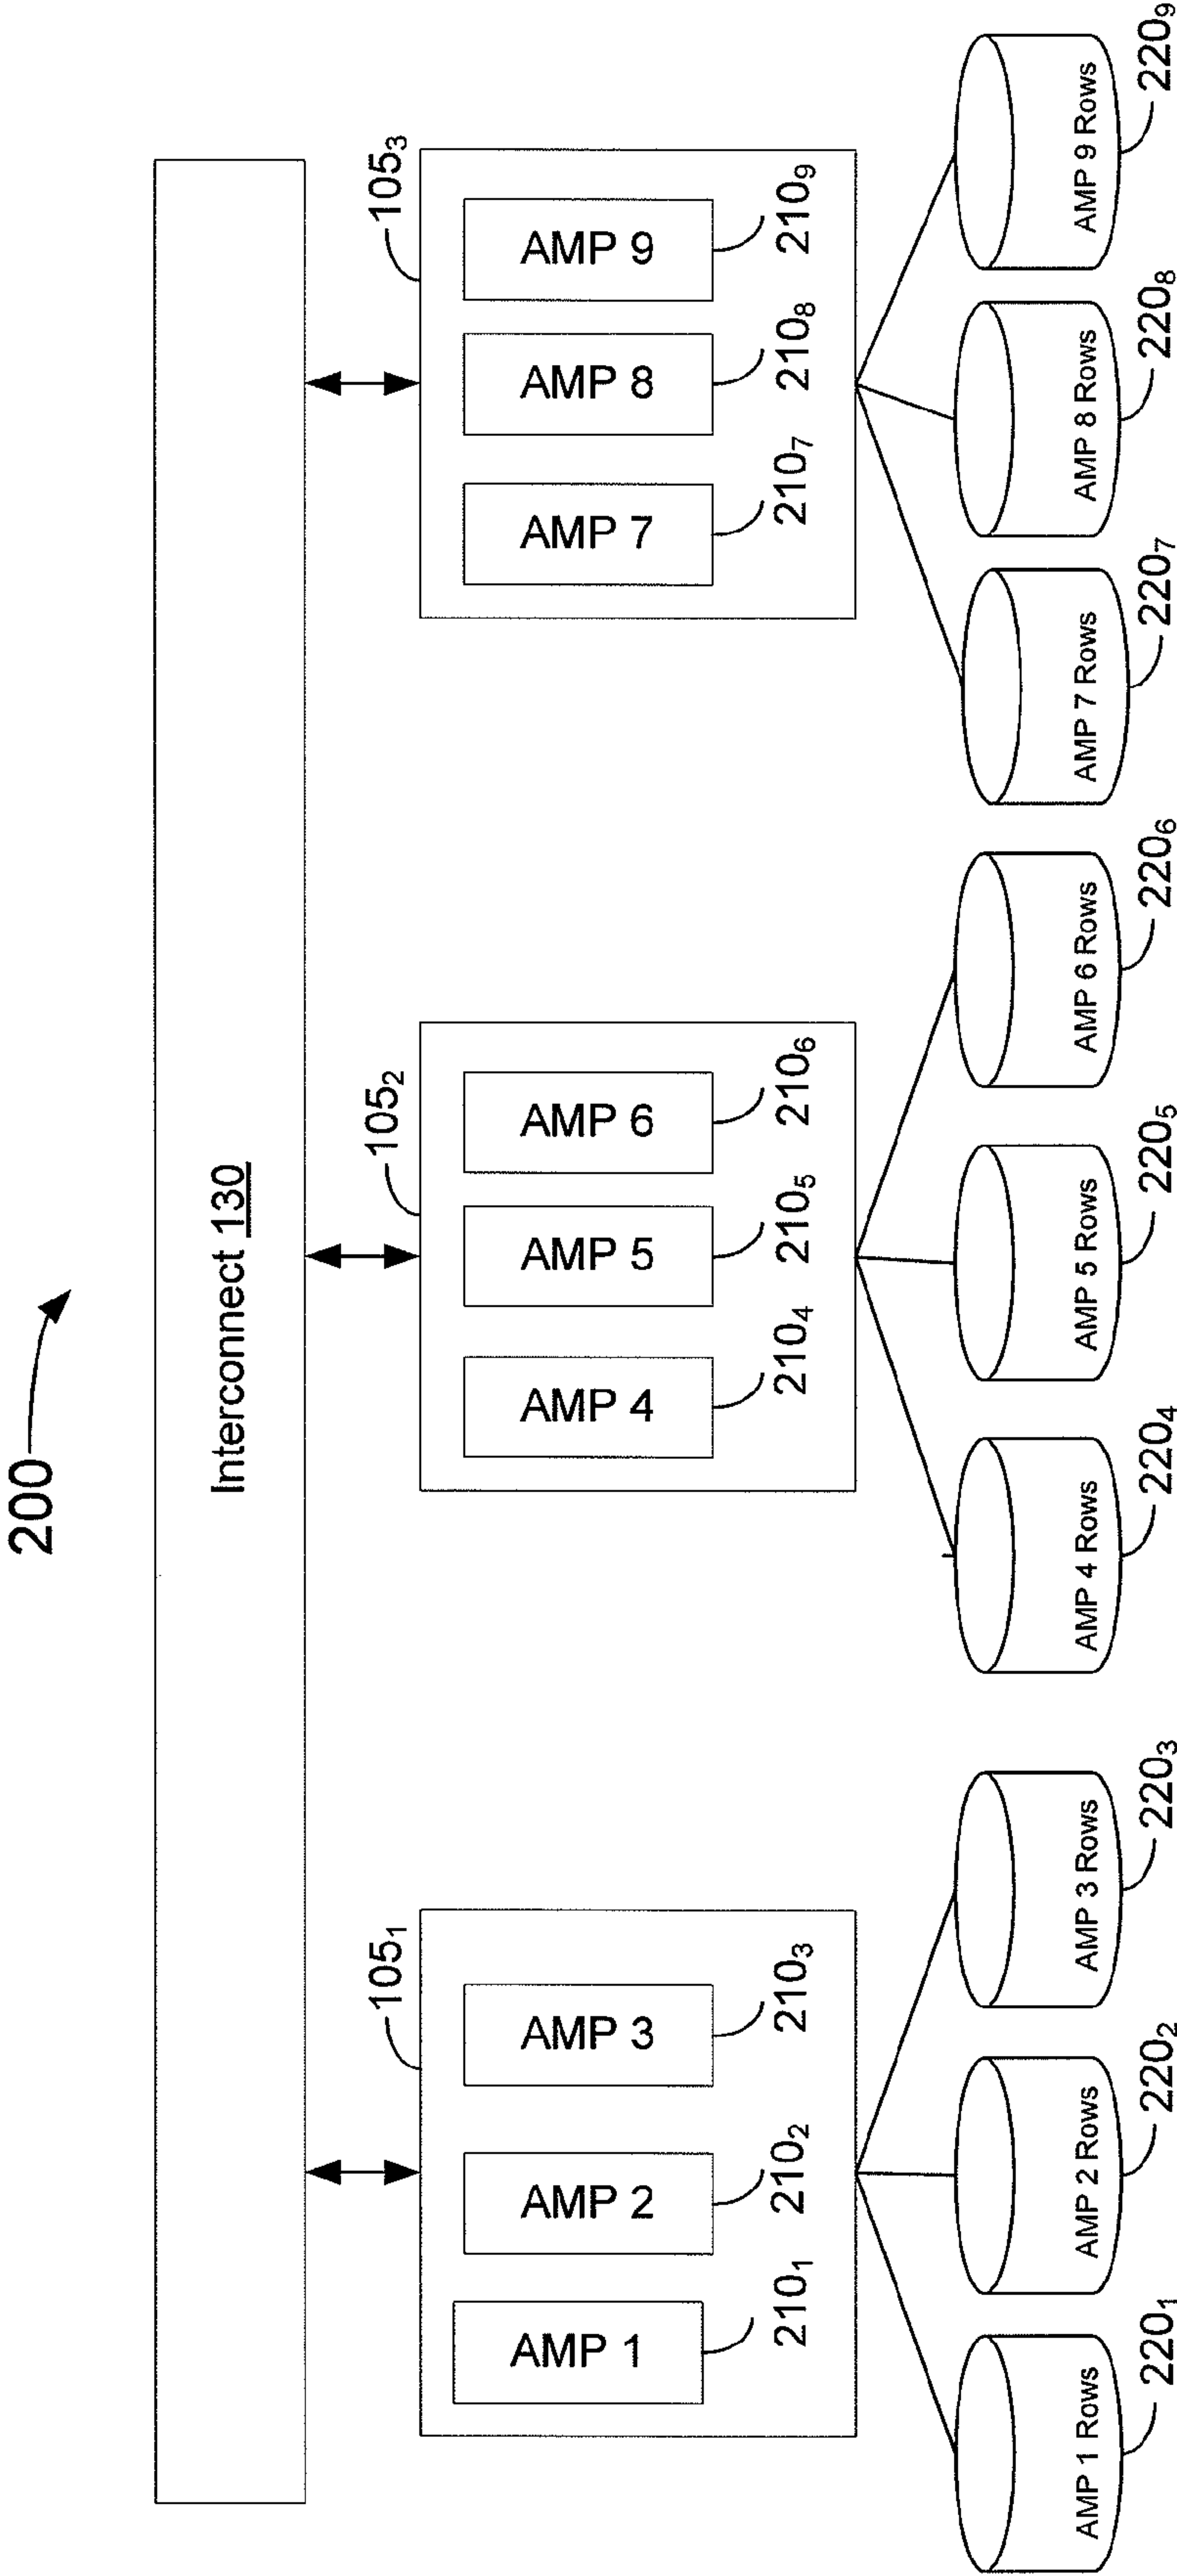 200
Interconnect 130
105₁
105₂
105₃
AMP 1
AMP 2
AMP 3
AMP 4
AMP 5
AMP 6
AMP 7
AMP 8
AMP 9
210₁
210₂
210₃
210₄
210₅
210₆
210₇
210₈
210₉
AMP 1 Rows
AMP 2 Rows
AMP 3 Rows
AMP 4 Rows
AMP 5 Rows
AMP 6 Rows
AMP 7 Rows
AMP 8 Rows
AMP 9 Rows
220₁
220₂
220₃
220₄
220₅
220₆
220₇
220₈
220₉